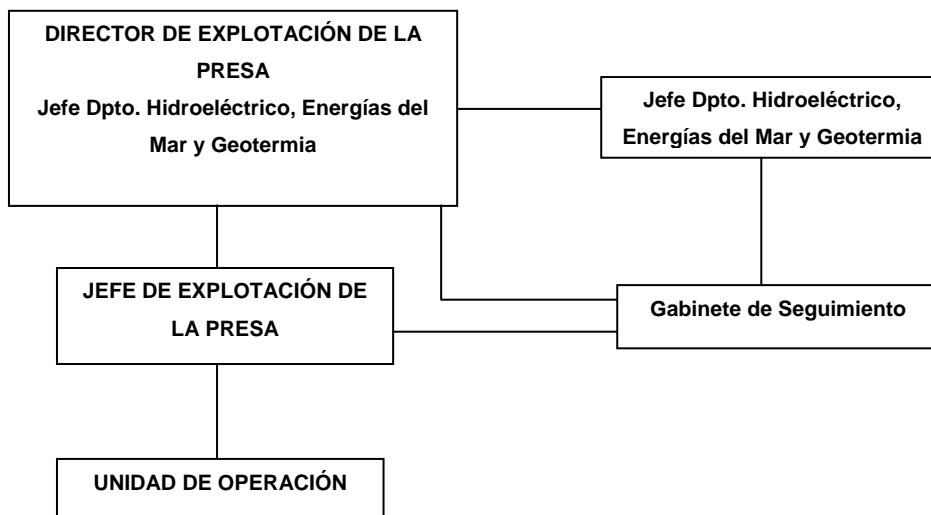 DIRECTOR DE EXPLOTACIÓN DE LA
PRESA
Jefe Dpto. Hidroeléctrico, Energías del
Mar y Geotermia
Jefe Dpto. Hidroeléctrico,
Energías del Mar y Geotermia
JEFE DE EXPLOTACIÓN DE
LA PRESA
Gabinete de Seguimiento
UNIDAD DE OPERACIÓN